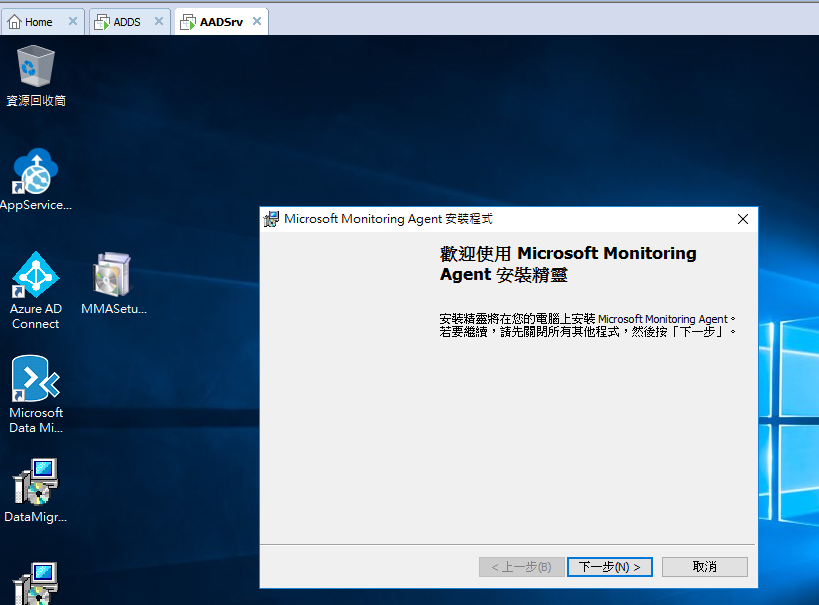 Home
ADDS
AADSrv
資源回收筒
AppService...
Azure AD
Connect
MMASetu...
Microsoft
Data Mi...
DataMigr...
Microsoft Monitoring Agent 安裝程式
歡迎使用 Microsoft Monitoring
Agent 安裝精靈
安裝精靈將在您的電腦上安裝 Microsoft Monitoring Agent。
若要繼續，請先關閉所有其他程式，然後按「下一步」。
< 上一步(B)
下一步(N) >
取消